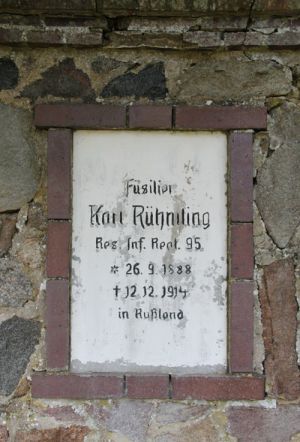 Füsilier
Karl Rühmling
Res. Inf. Regt. 95
* 26. 9. 1888
† 12. 12. 1914
in Rußland